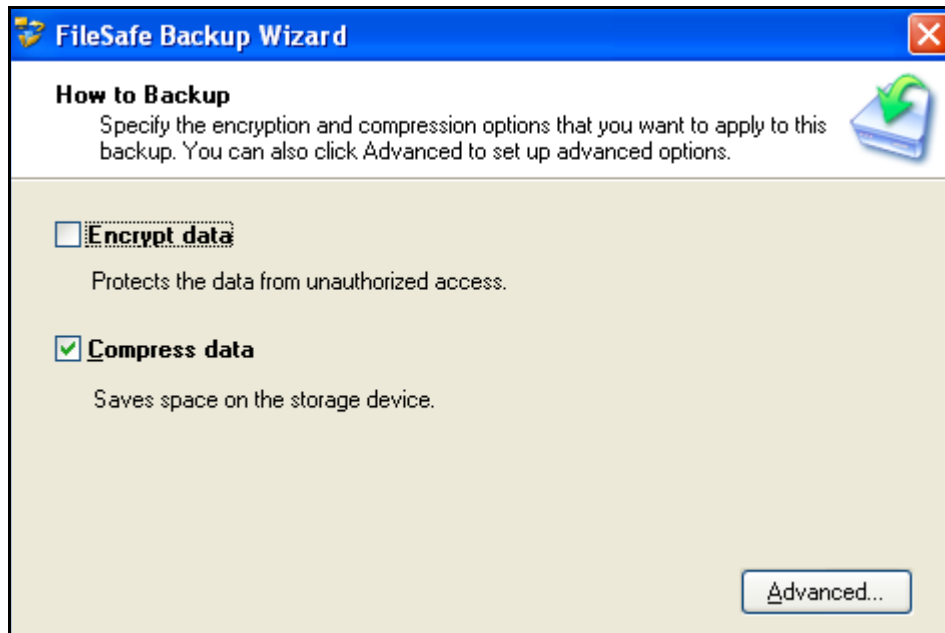 FileSafe Backup Wizard
How to Backup
Specify the encryption and compression options that you want to apply to this
backup. You can also click Advanced to set up advanced options.
Encrypt data
Protects the data from unauthorized access.
Compress data
Saves space on the storage device.
Advanced...